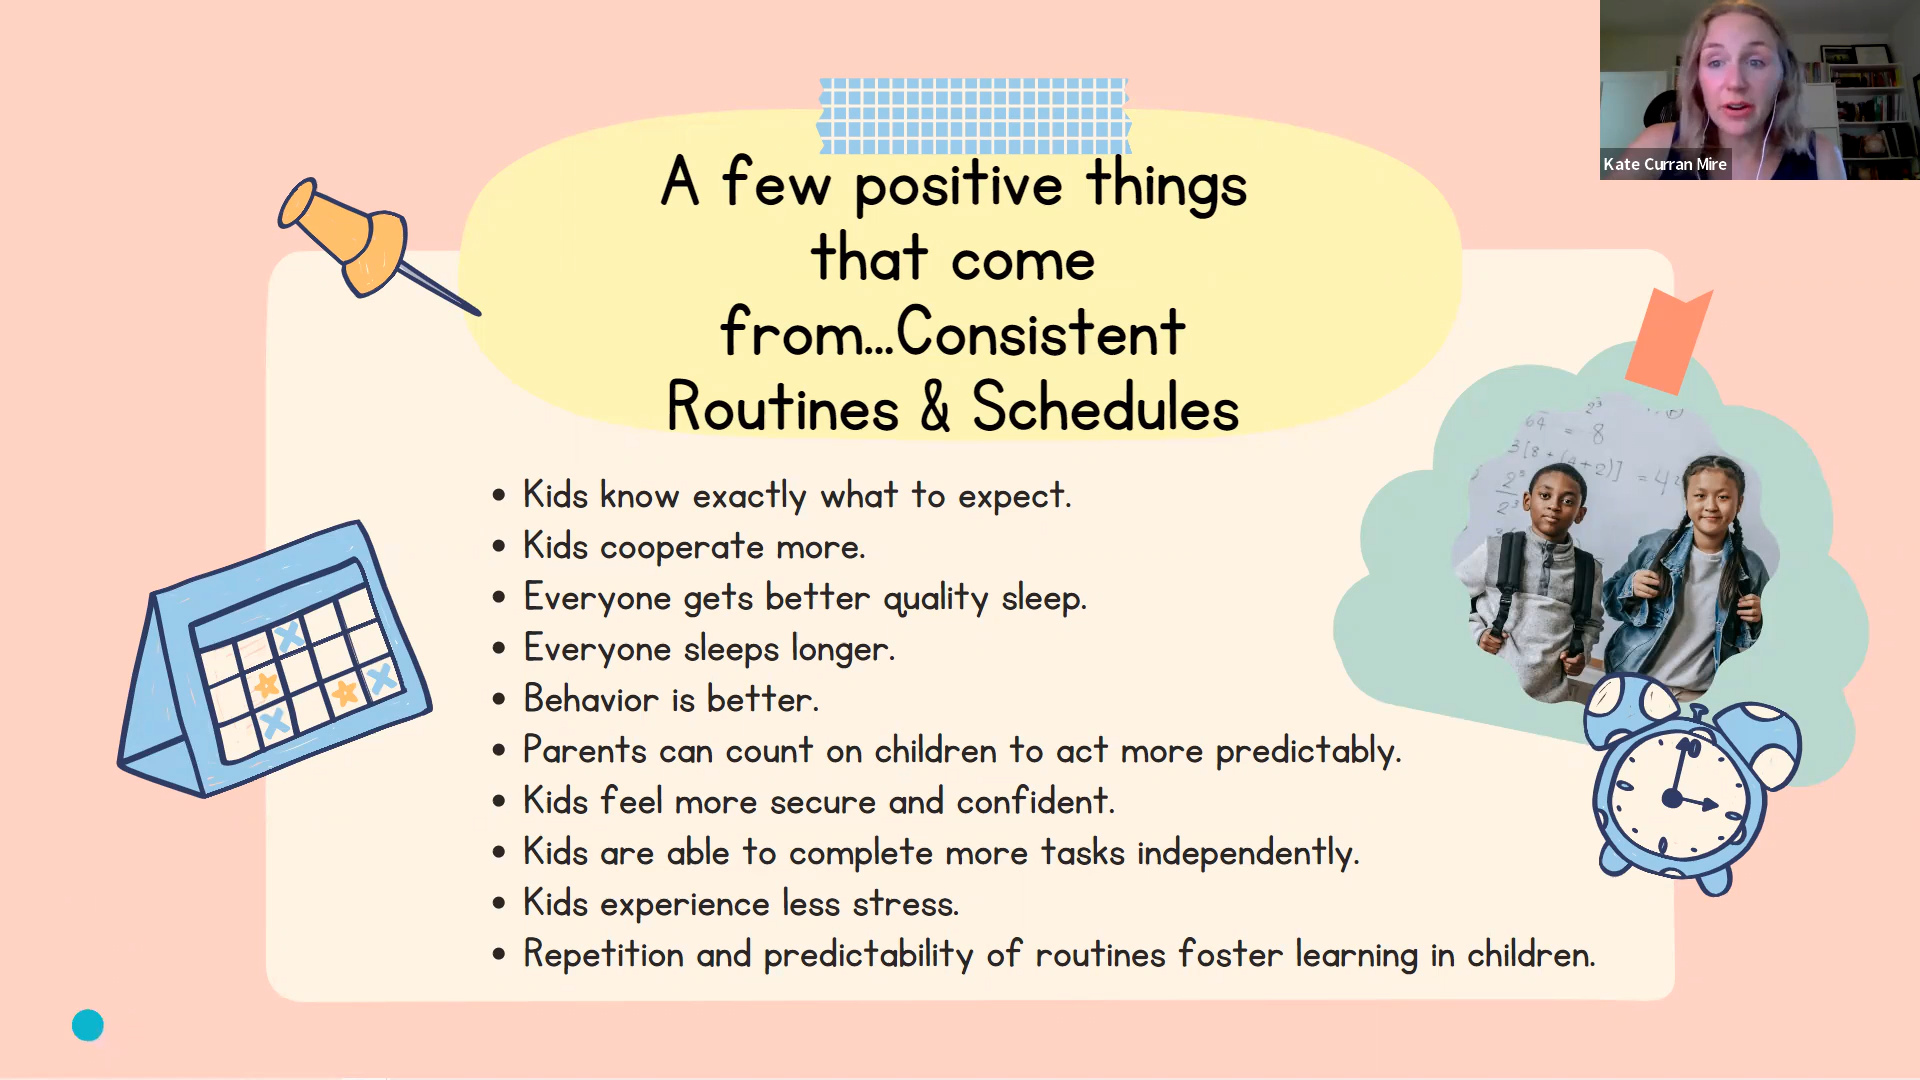 A few positive things
that come
from...Consistent
Routines & Schedules
Kate Curran Mire
• Kids know exactly what to expect.
• Kids cooperate more.
• Everyone gets better quality sleep.
• Everyone sleeps longer.
• Behavior is better.
• Parents can count on children to act more predictably.
• Kids feel more secure and confident.
• Kids are able to complete more tasks independently.
• Kids experience less stress.
• Repetition and predictability of routines foster learning in children.
64 = 8